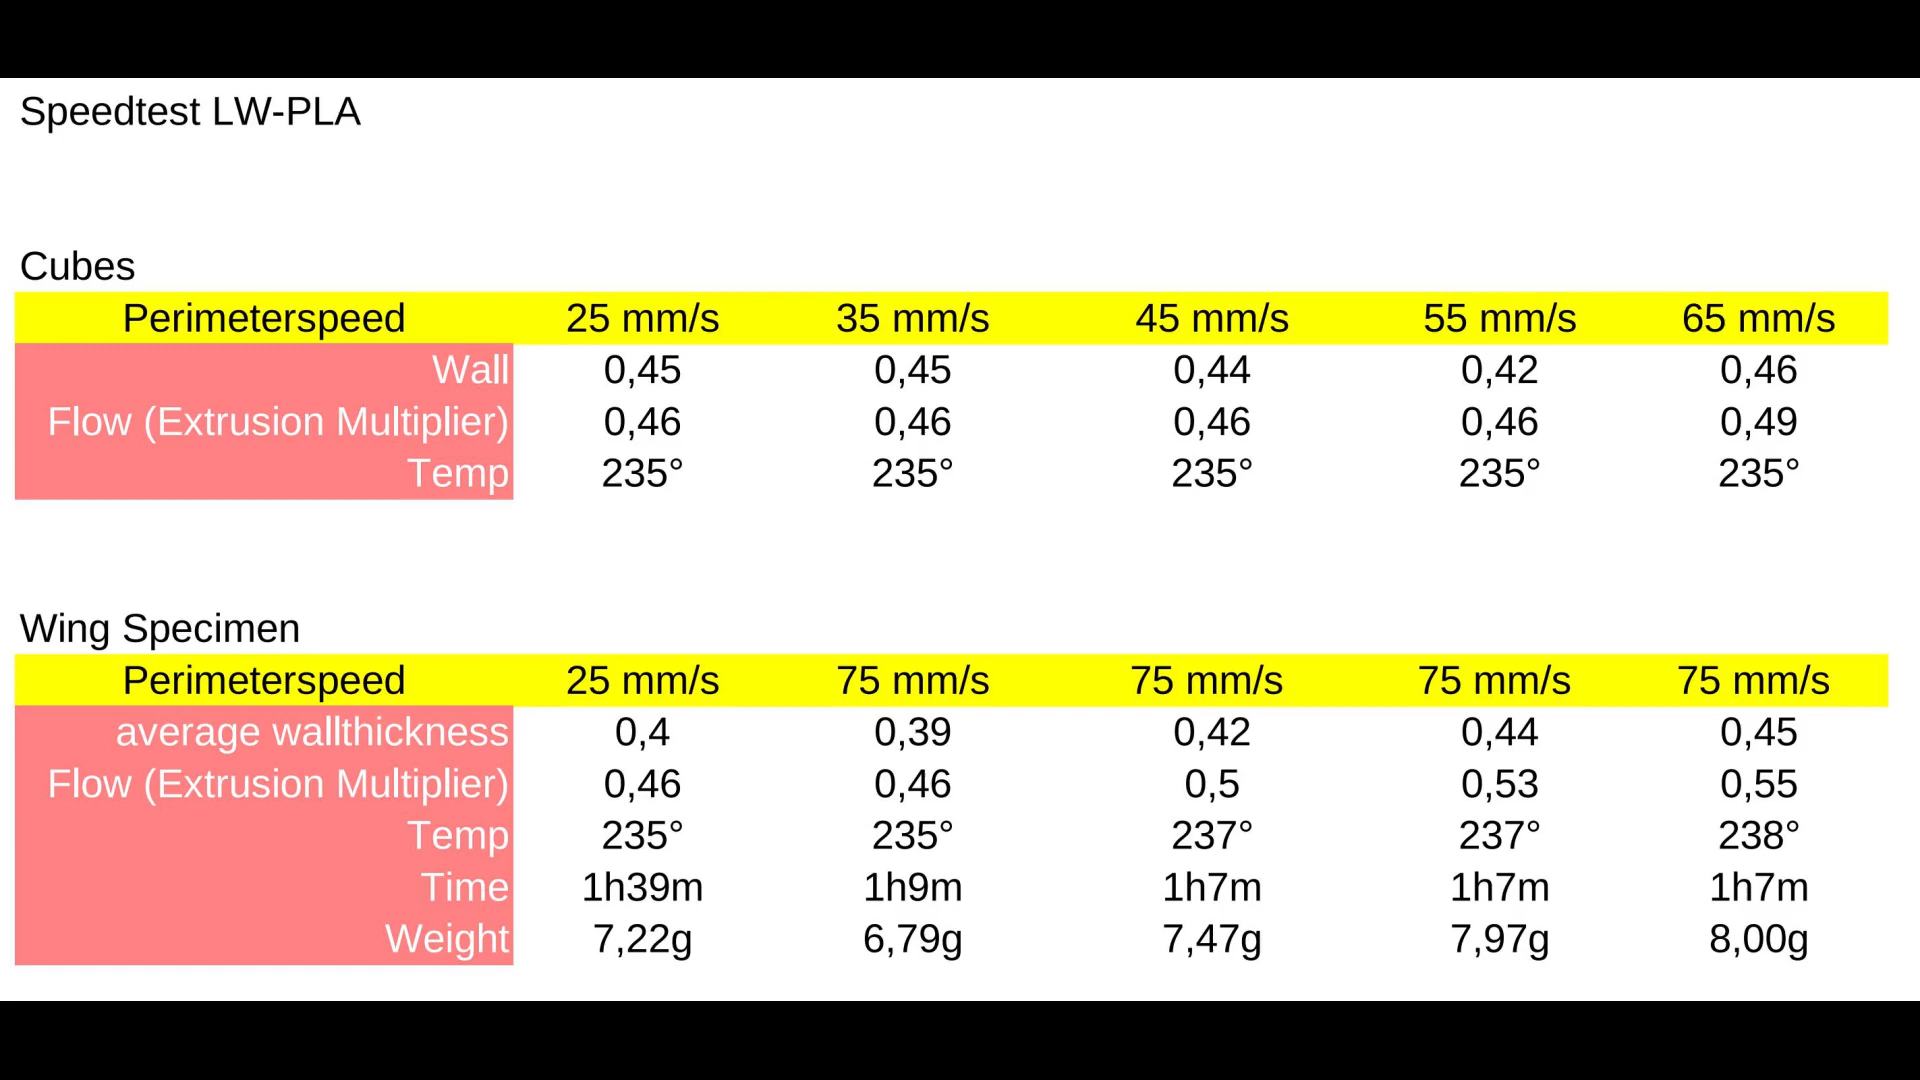 Speedtest LW-PLA
Cubes
Perimeterspeed 25 mm/s 35 mm/s 45 mm/s 55 mm/s 65 mm/s
Wall 0,45 0,45 0,44 0,42 0,46
Flow (Extrusion Multiplier) 0,46 0,46 0,46 0,46 0,49
Temp 235° 235° 235° 235° 235°
Wing Specimen
Perimeterspeed 25 mm/s 75 mm/s 75 mm/s 75 mm/s 75 mm/s
average wallthickness 0,4 0,39 0,42 0,44 0,45
Flow (Extrusion Multiplier) 0,46 0,46 0,5 0,53 0,55
Temp 235° 235° 237° 237° 238°
Time 1h39m 1h9m 1h7m 1h7m 1h7m
Weight 7,22g 6,79g 7,47g 7,97g 8,00g